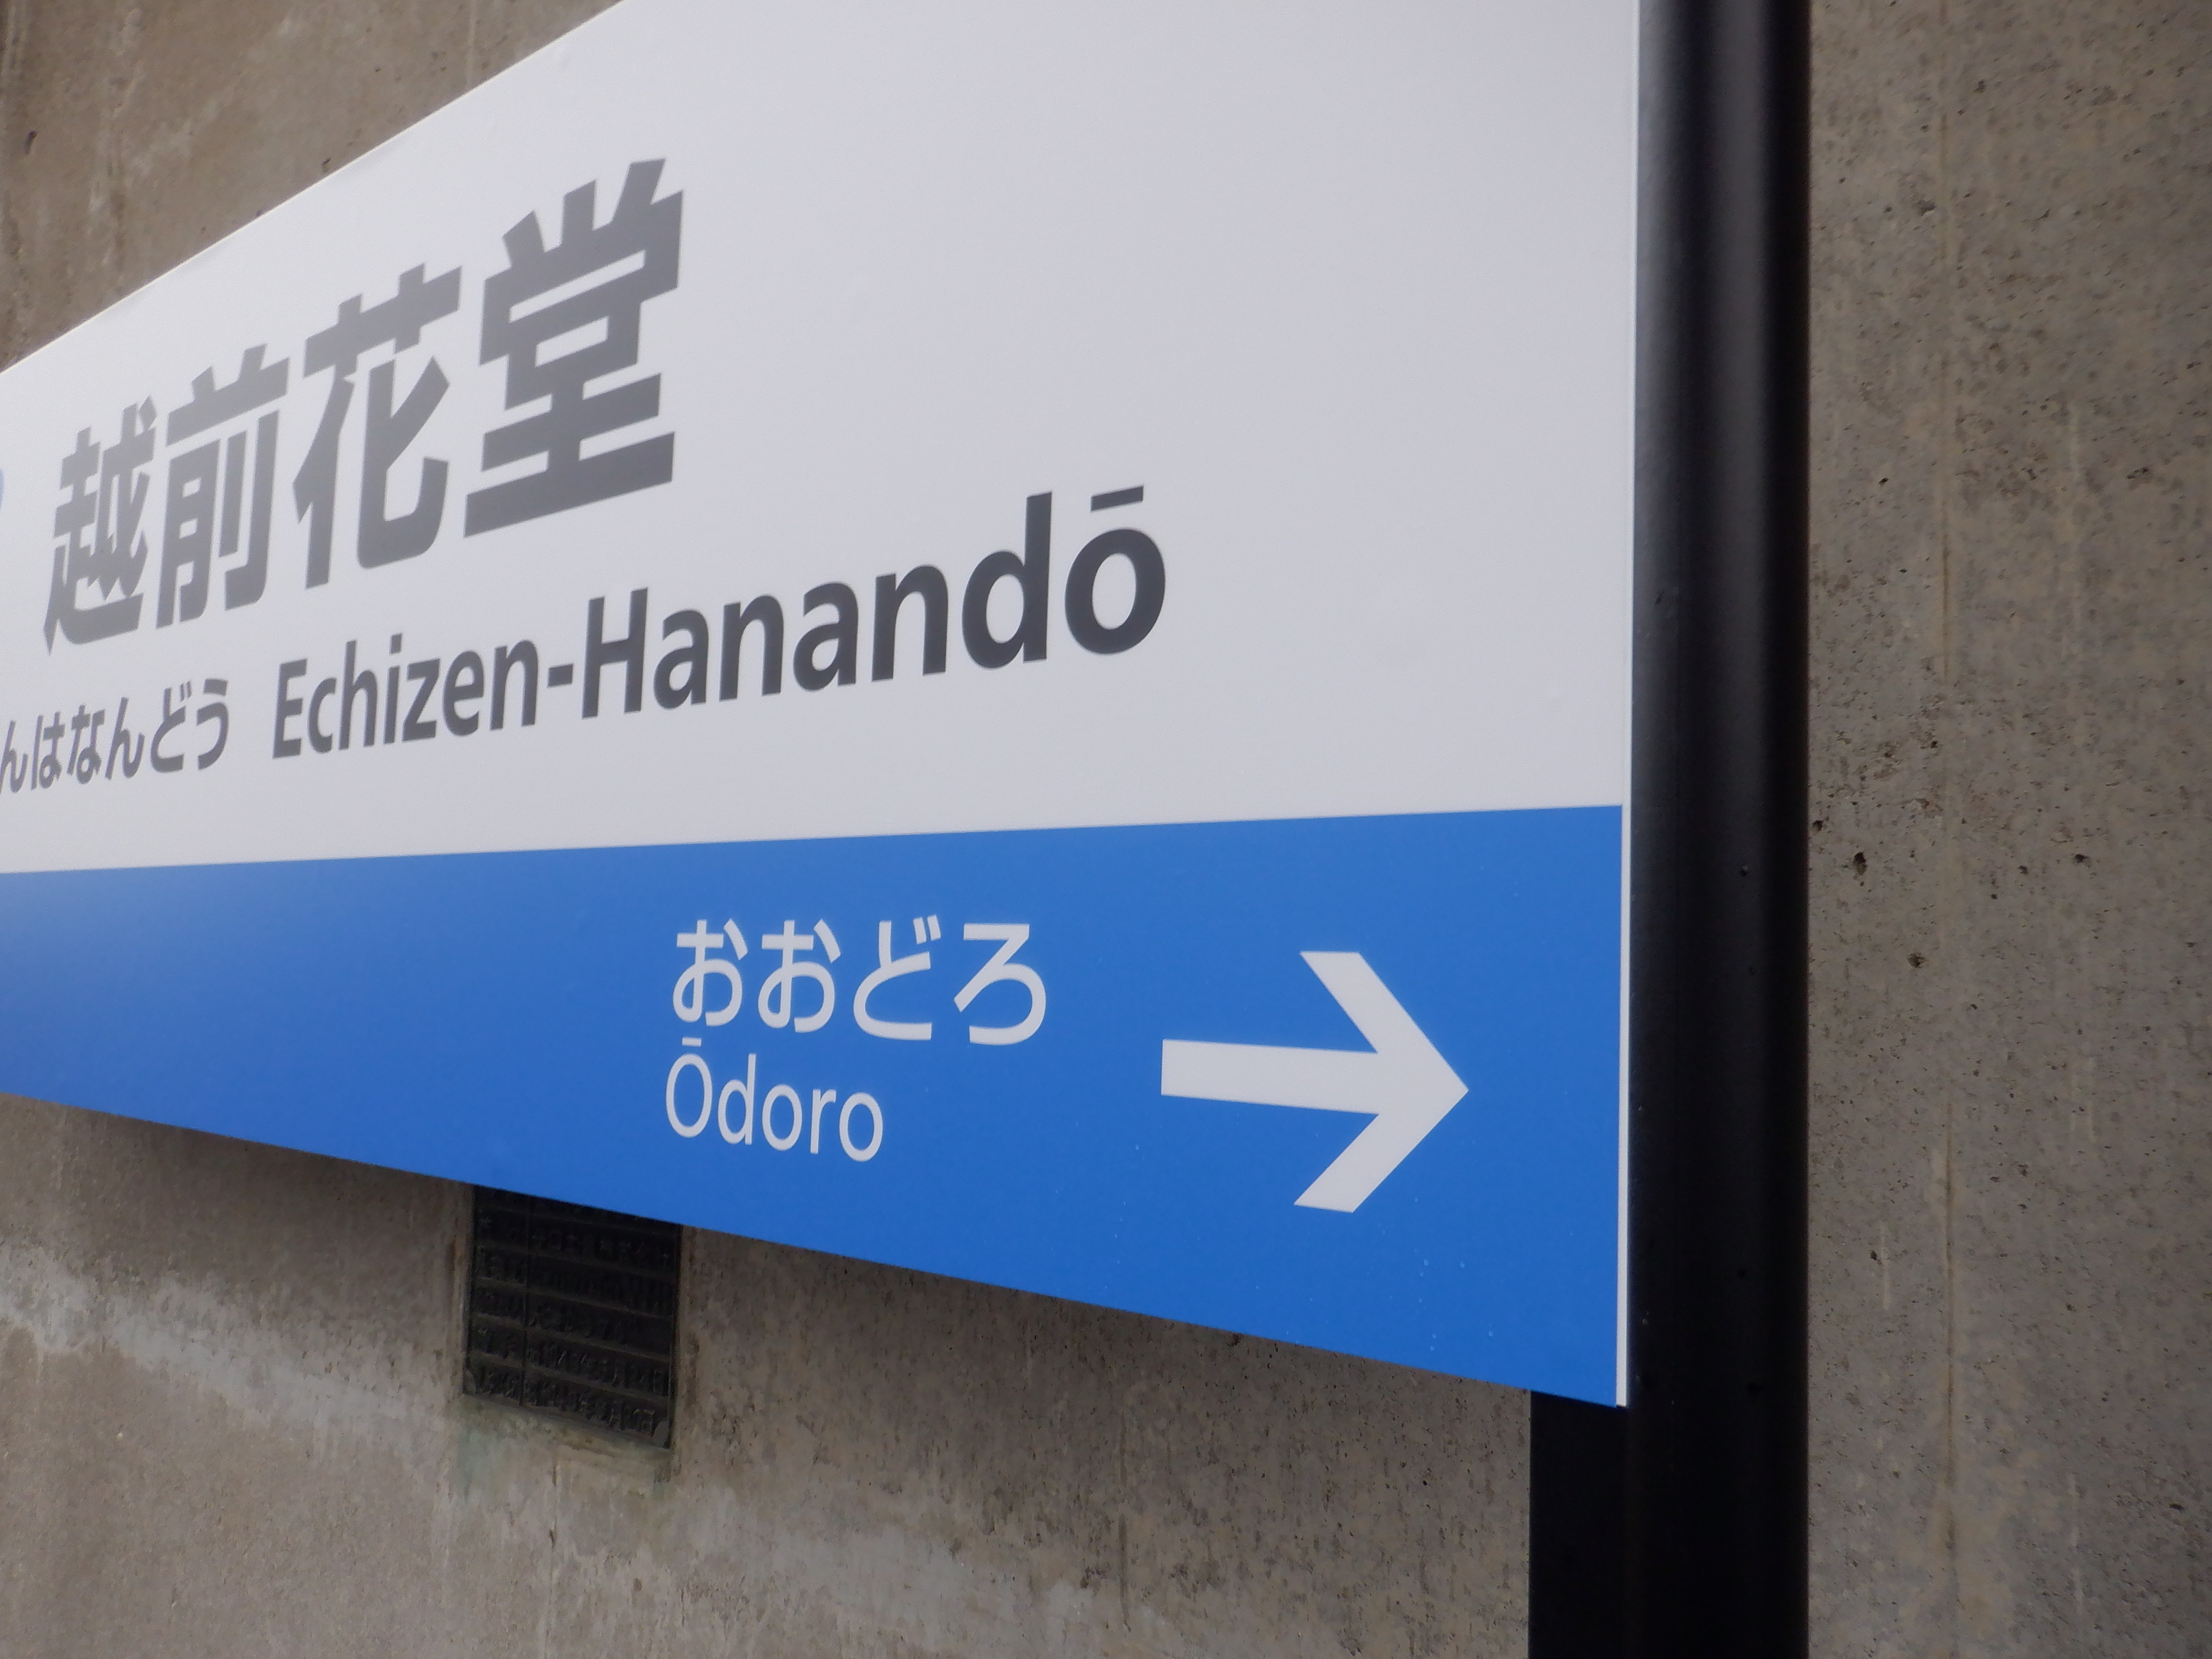 越前花堂
んはなんどう Echizen-Hanandō
おおどろ
Ōdoro